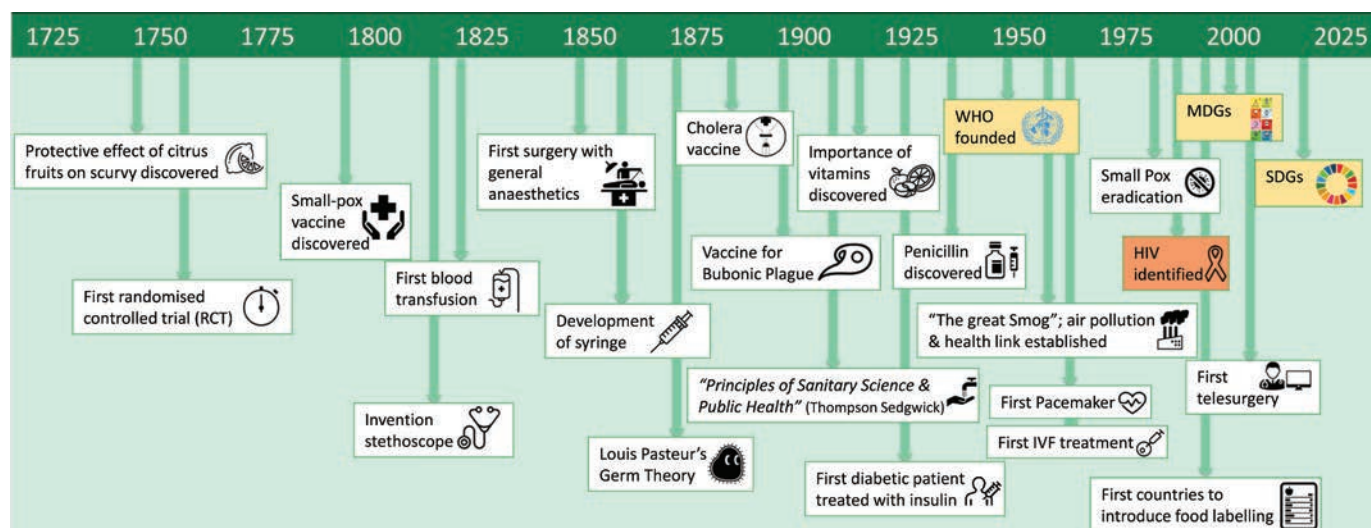 1725 1750 1775 1800 1825 1850 1875 1900 1925 1950 1975 2000 2025
Protective effect of citrus
fruits on scurvy discovered
First randomised
controlled trial (RCT)
Small-pox
vaccine
discovered
Invention
stethoscope
First blood
transfusion
First surgery with
general
anaesthetics
Development
of syringe
Louis Pasteur's
Germ Theory
Cholera
vaccine
Vaccine for
Bubonic Plague
"Principles of Sanitary Science &
Public Health" (Thompson Sedgwick)
Importance of
vitamins
discovered
First diabetic patient
treated with insulin
Penicillin
discovered
WHO
founded
"The great Smog"; air pollution
& health link established
First Pacemaker
First IVF treatment
Small Pox
eradication
HIV
identified
First countries to
introduce food labelling
MDGs
First
telesurgery
SDGs